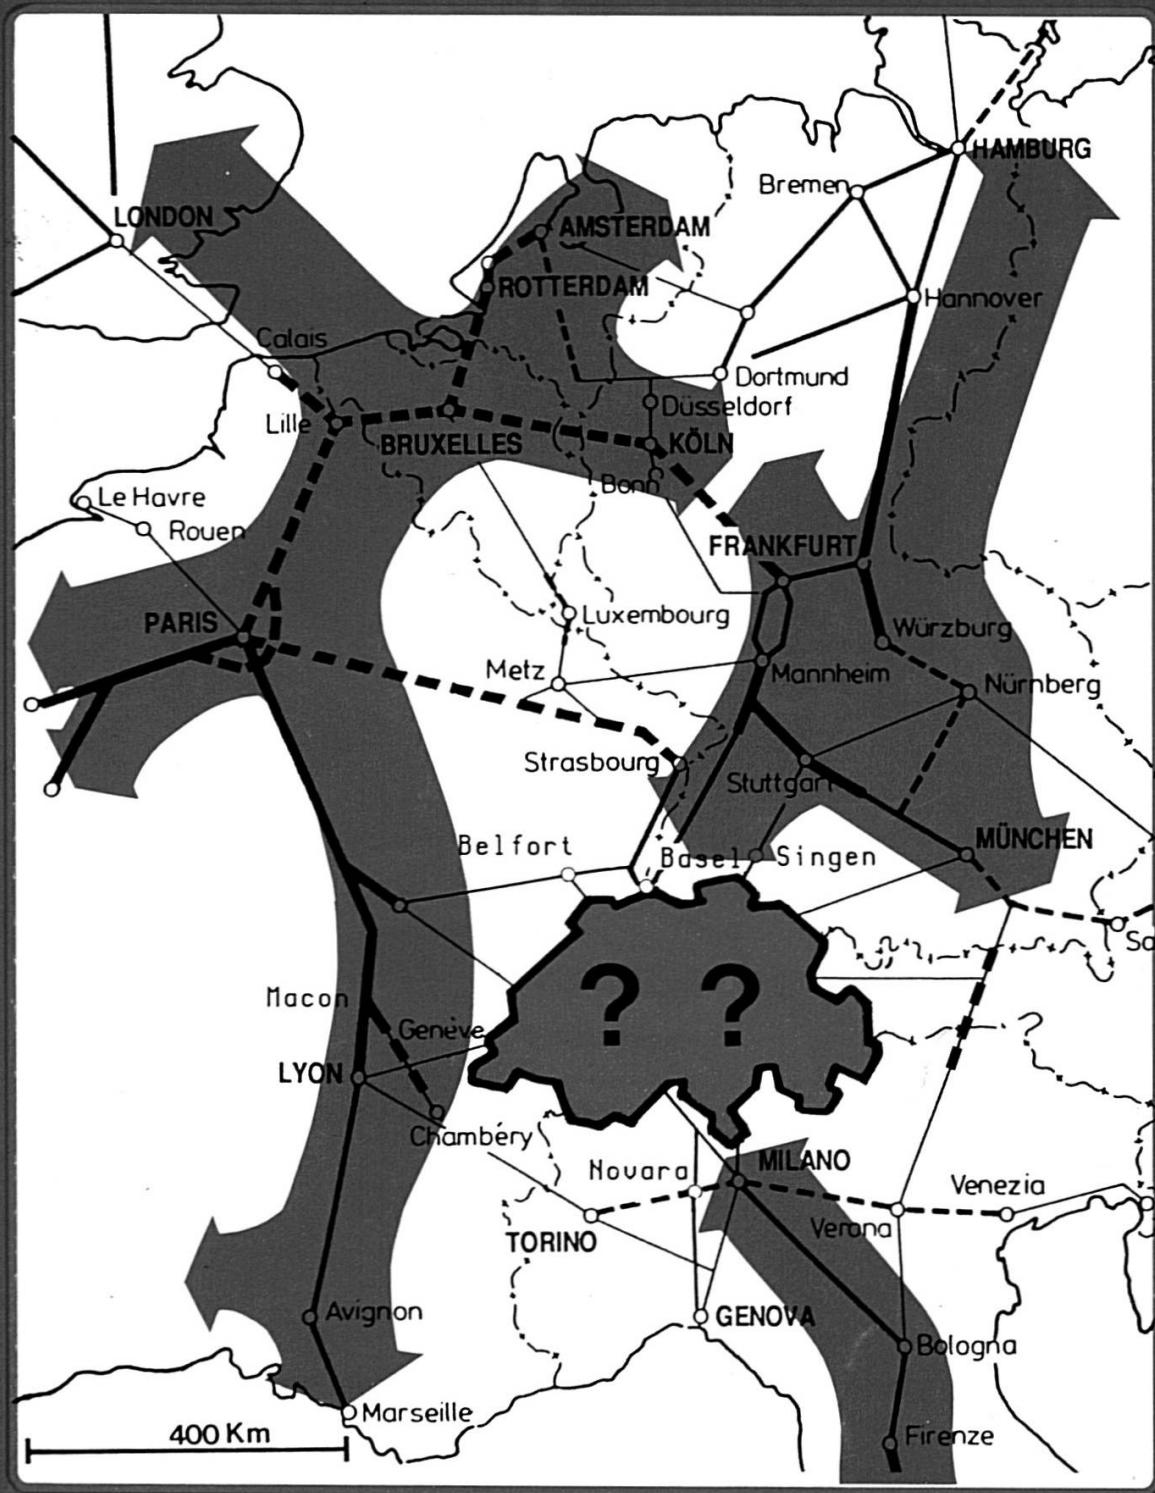 HAMBURG
Bremen
LONDON
AMSTERDAM
ROTTERDAM
Hannover
Calais
Dortmund
Düsseldorf
Lille
BRUXELLES
KÖLN
Bonn
Le Havre
Rouen
FRANKFURT
PARIS
Luxembourg
Würzburg
Metz
Mannheim
Nürnberg
Strasbourg
Stuttgart
MÜNCHEN
Belfort
Basel
Singen
Sa
? ?
Macon
Genève
LYON
Chambéry
Novara
MILANO
Venezia
Verona
TORINO
Avignon
GENOVA
Bologna
Marseille
400 Km
Firenze